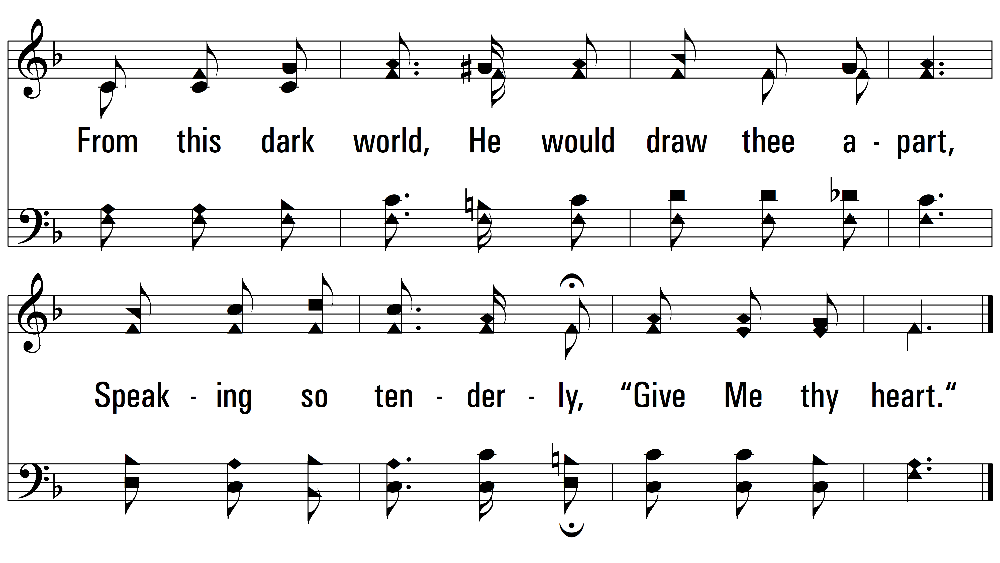 From this dark world, He would draw thee a - part,
Speak - ing so ten - der - ly, “Give Me thy heart.“